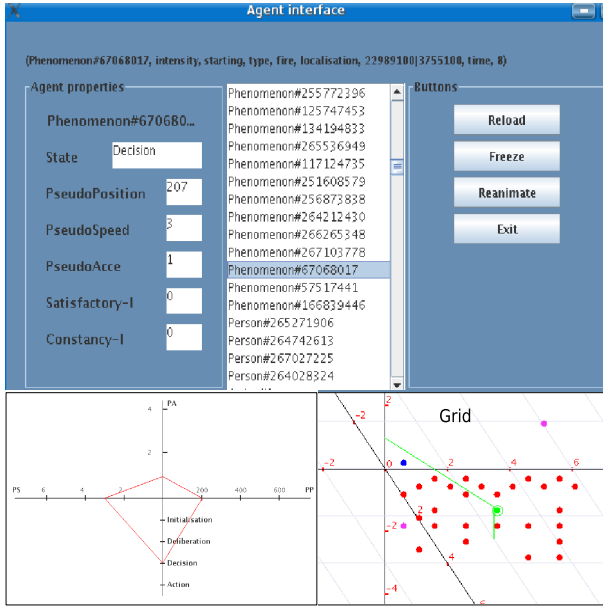 Agent interface
(Phenomenon#67068017, intensity, starting, type, fire, localisation, 22989100|3755100, time, 8)
Agent properties
Phenomenon#670680...
State Decision
PseudoPosition 207
PseudoSpeed 3
PseudoAcce 1
Satisfactory-I 0
Constancy-I 0
Phenomenon#255772396
Phenomenon#125747453
Phenomenon#134194833
Phenomenon#265536949
Phenomenon#117124735
Phenomenon#251608579
Phenomenon#256873838
Phenomenon#264212430
Phenomenon#266265348
Phenomenon#267103778
Phenomenon#67068017
Phenomenon#57517441
Phenomenon#166839446
Person#265271906
Person#264742613
Person#267027225
Person#264028324
Buttons
Reload
Freeze
Reanimate
Exit
PA
4
2
PS 6 4 2 200 400 600 PP
Initialisation
Deliberation
Decision
Action
Grid
2
-2
-2 0 2 4 6
2
-2
4
-4
6